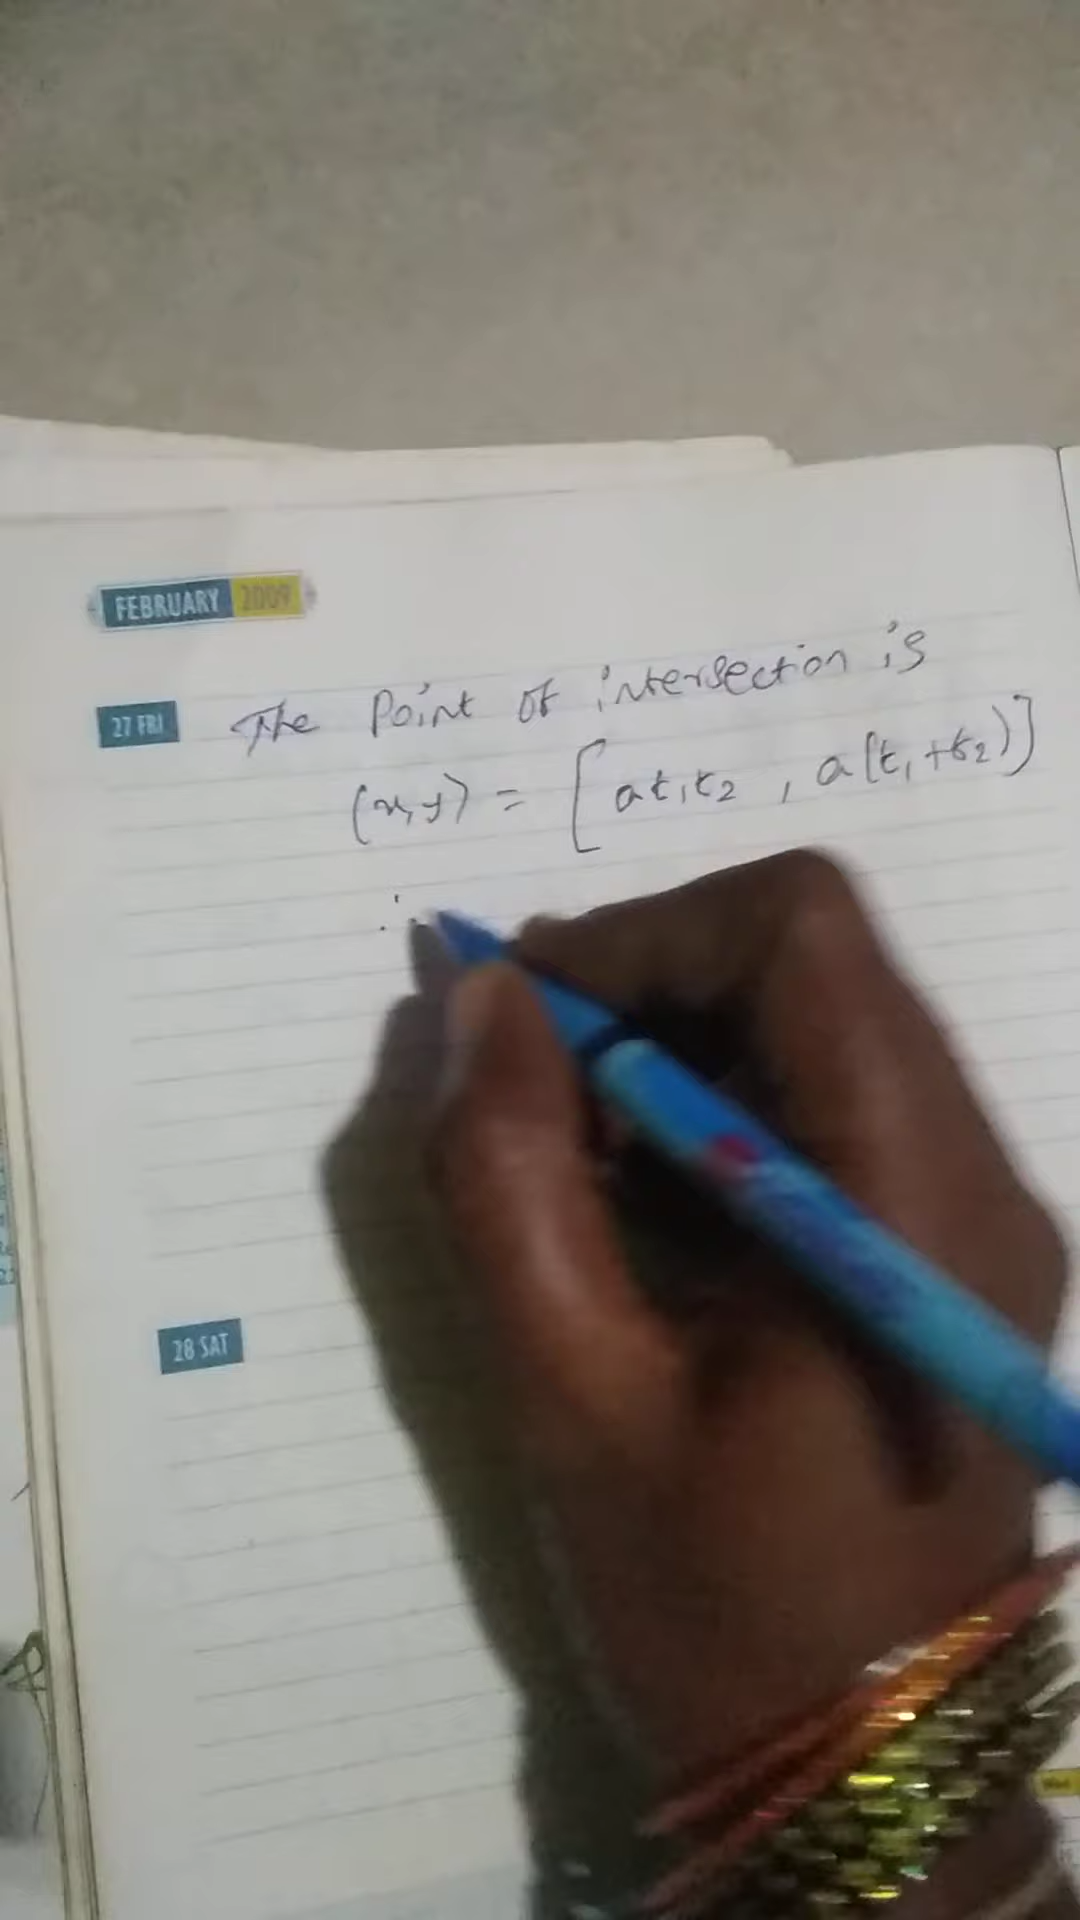 FEBRUARY 2009
27 FRI
The Point of intersection is
(x,y) = [at₁t₂ , a(t₁+t₂)]
∴
28 SAT